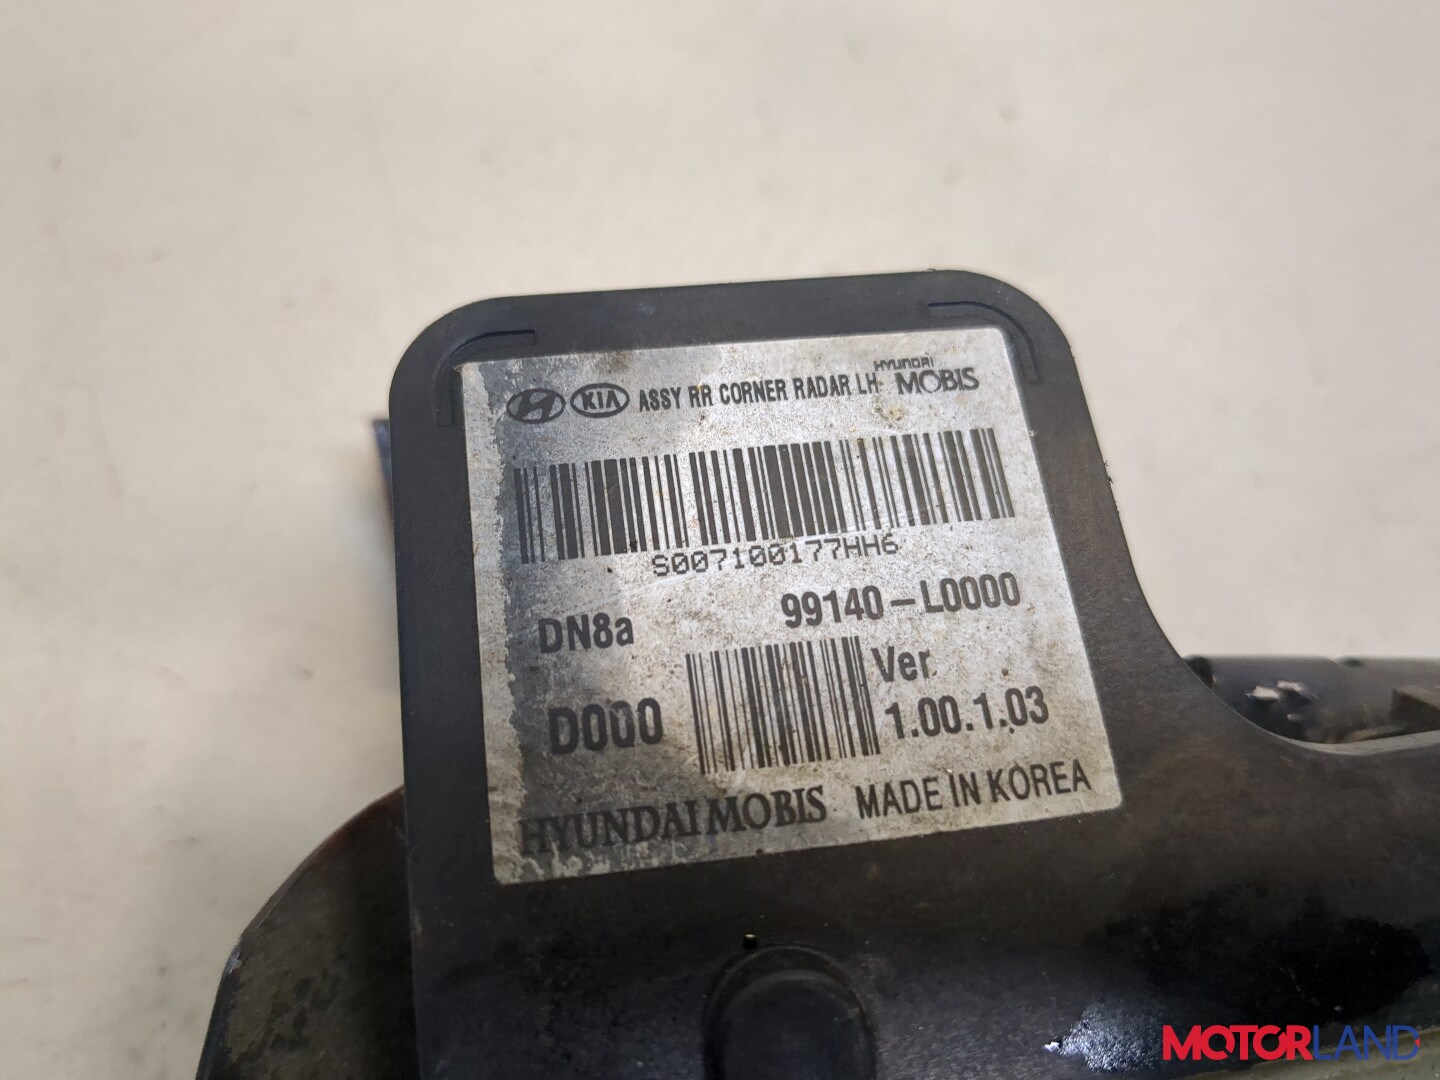 KIA ASSY RR CORNER RADAR LH HYUNDAI MOBIS
S007100177HH6
99140-L0000
DN8a
Ver.
D000
1.00.1.03
HYUNDAI MOBIS MADE IN KOREA
MOTORLAND